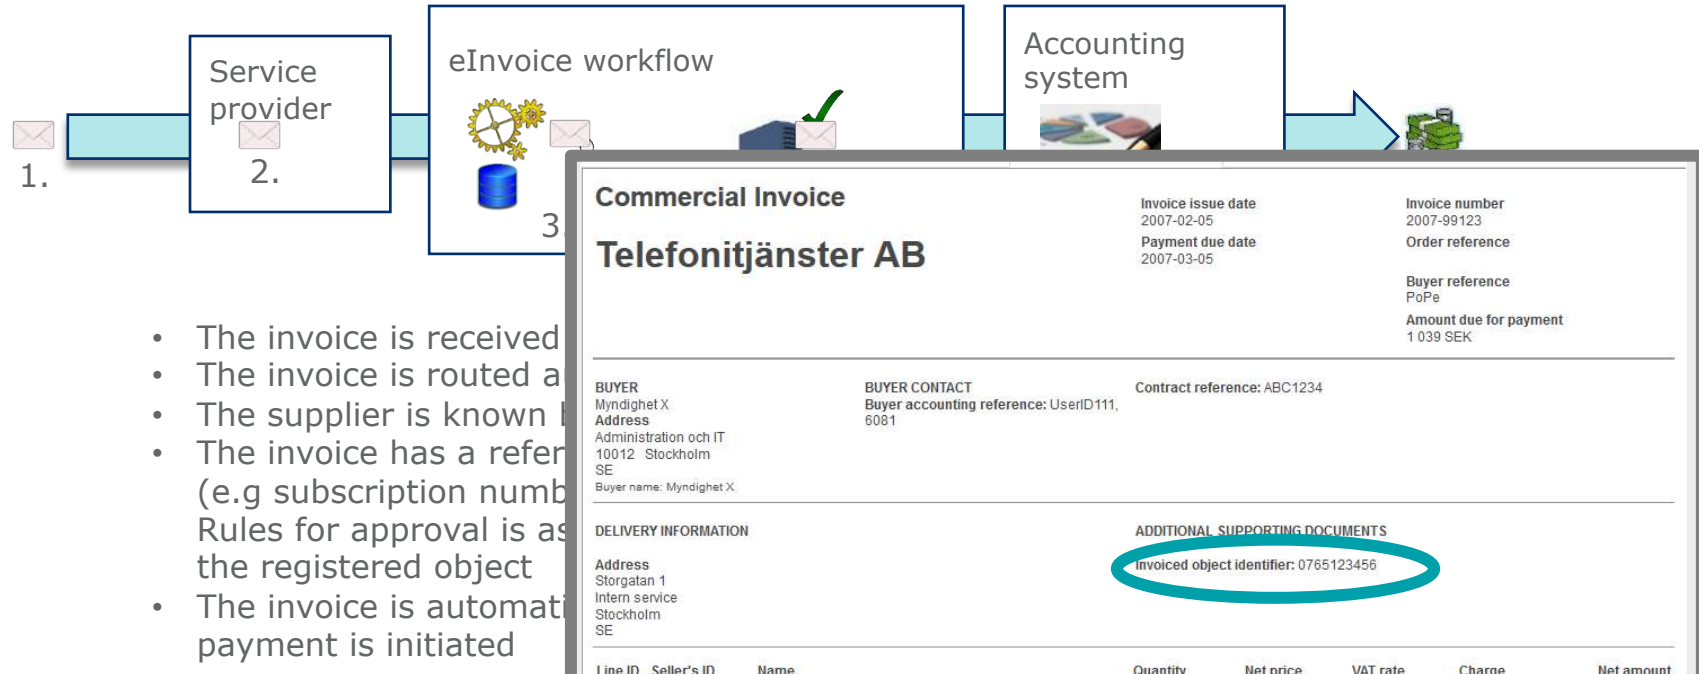 Service
provider
eInvoice workflow
Accounting
system
1.
2.
3.
• The invoice is received
• The invoice is routed
• The supplier is known
• The invoice has a
(e.g subscription
Rules for approval is
the registered object
• The invoice is
payment is initiated
Commercial Invoice
Telefonitjänster AB
Invoice issue date
2007-02-05
Payment due date
2007-03-05
Invoice number
2007-99123
Order reference
Buyer reference
PoPe
Amount due for payment
1 039 SEK
BUYER
Myndighet X
Address
Administration och IT
10012 Stockholm
SE
Buyer name: Myndighet X
BUYER CONTACT
Buyer accounting reference: UserID111,
6081
Contract reference: ABC1234
DELIVERY INFORMATION
Address
Storgatan 1
Intern service
Stockholm
SE
ADDITIONAL SUPPORTING DOCUMENTS
Invoiced object identifier: 0765123456
Line ID Seller's ID Name Quantity Net price VAT rate Charge Net amount